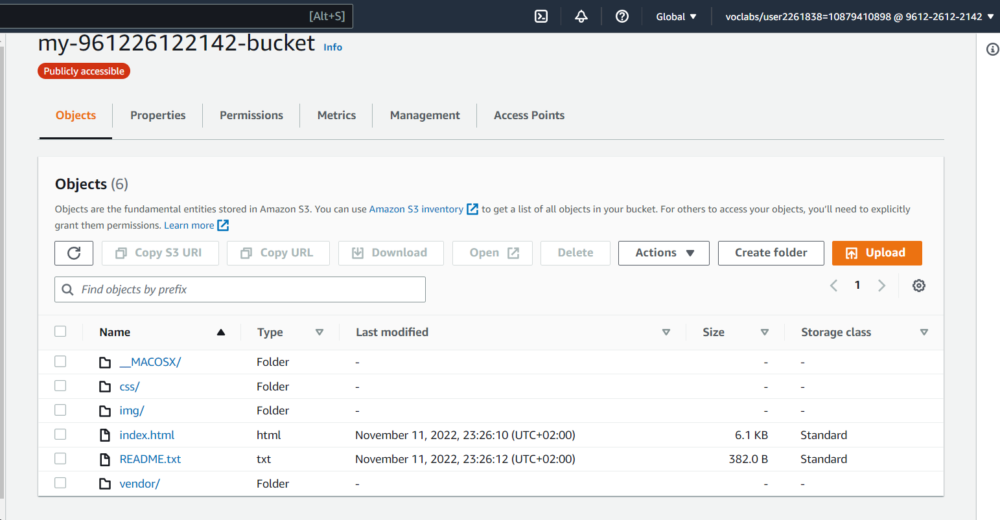 [Alt+S] Global voclabs/user2261838=10879410898 @ 9612-2612-2142
my-961226122142-bucket Info
Publicly accessible
Objects Properties Permissions Metrics Management Access Points
Objects (6)
Objects are the fundamental entities stored in Amazon S3. You can use Amazon S3 inventory to get a list of all objects in your bucket. For others to access your objects, you'll need to explicitly
grant them permissions. Learn more
Copy S3 URI Copy URL Download Open Delete Actions Create folder Upload
Find objects by prefix 1
Name Type Last modified Size Storage class
__MACOSX/ Folder - - -
css/ Folder - - -
img/ Folder - - -
index.html html November 11, 2022, 23:26:10 (UTC+02:00) 6.1 KB Standard
README.txt txt November 11, 2022, 23:26:12 (UTC+02:00) 382.0 B Standard
vendor/ Folder - - -